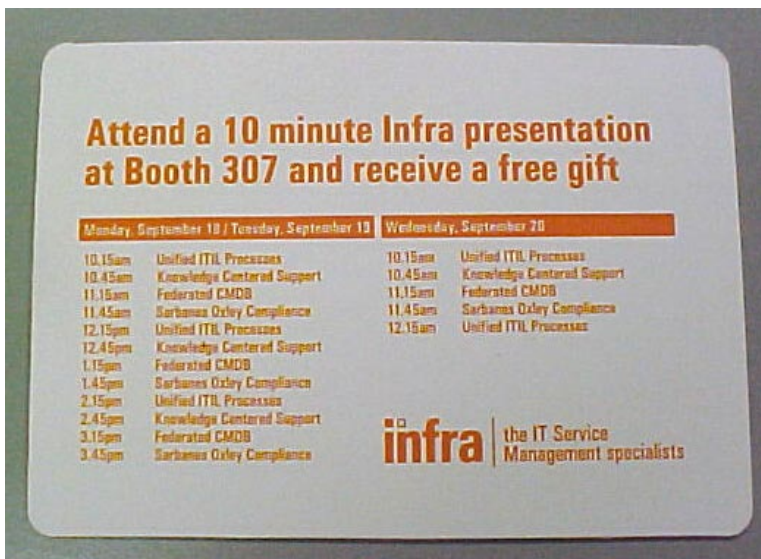 Attend a 10 minute Infra presentation
at Booth 307 and receive a free gift
Monday, September 18 / Tuesday, September 19
10.15am Unified ITIL Processes
10.45am Knowledge Centered Support
11.15am Federated CMDB
11.45am Sarbanes Oxley Compliance
12.15pm Unified ITIL Processes
12.45pm Knowledge Centered Support
1.15pm Federated CMDB
1.45pm Sarbanes Oxley Compliance
2.15pm Unified ITIL Processes
2.45pm Knowledge Centered Support
3.15pm Federated CMDB
3.45pm Sarbanes Oxley Compliance
Wednesday, September 20
10.15am Unified ITIL Processes
10.45am Knowledge Centered Support
11.15am Federated CMDB
11.45am Sarbanes Oxley Compliance
12.15am Unified ITIL Processes
infra
the IT Service
Management specialists